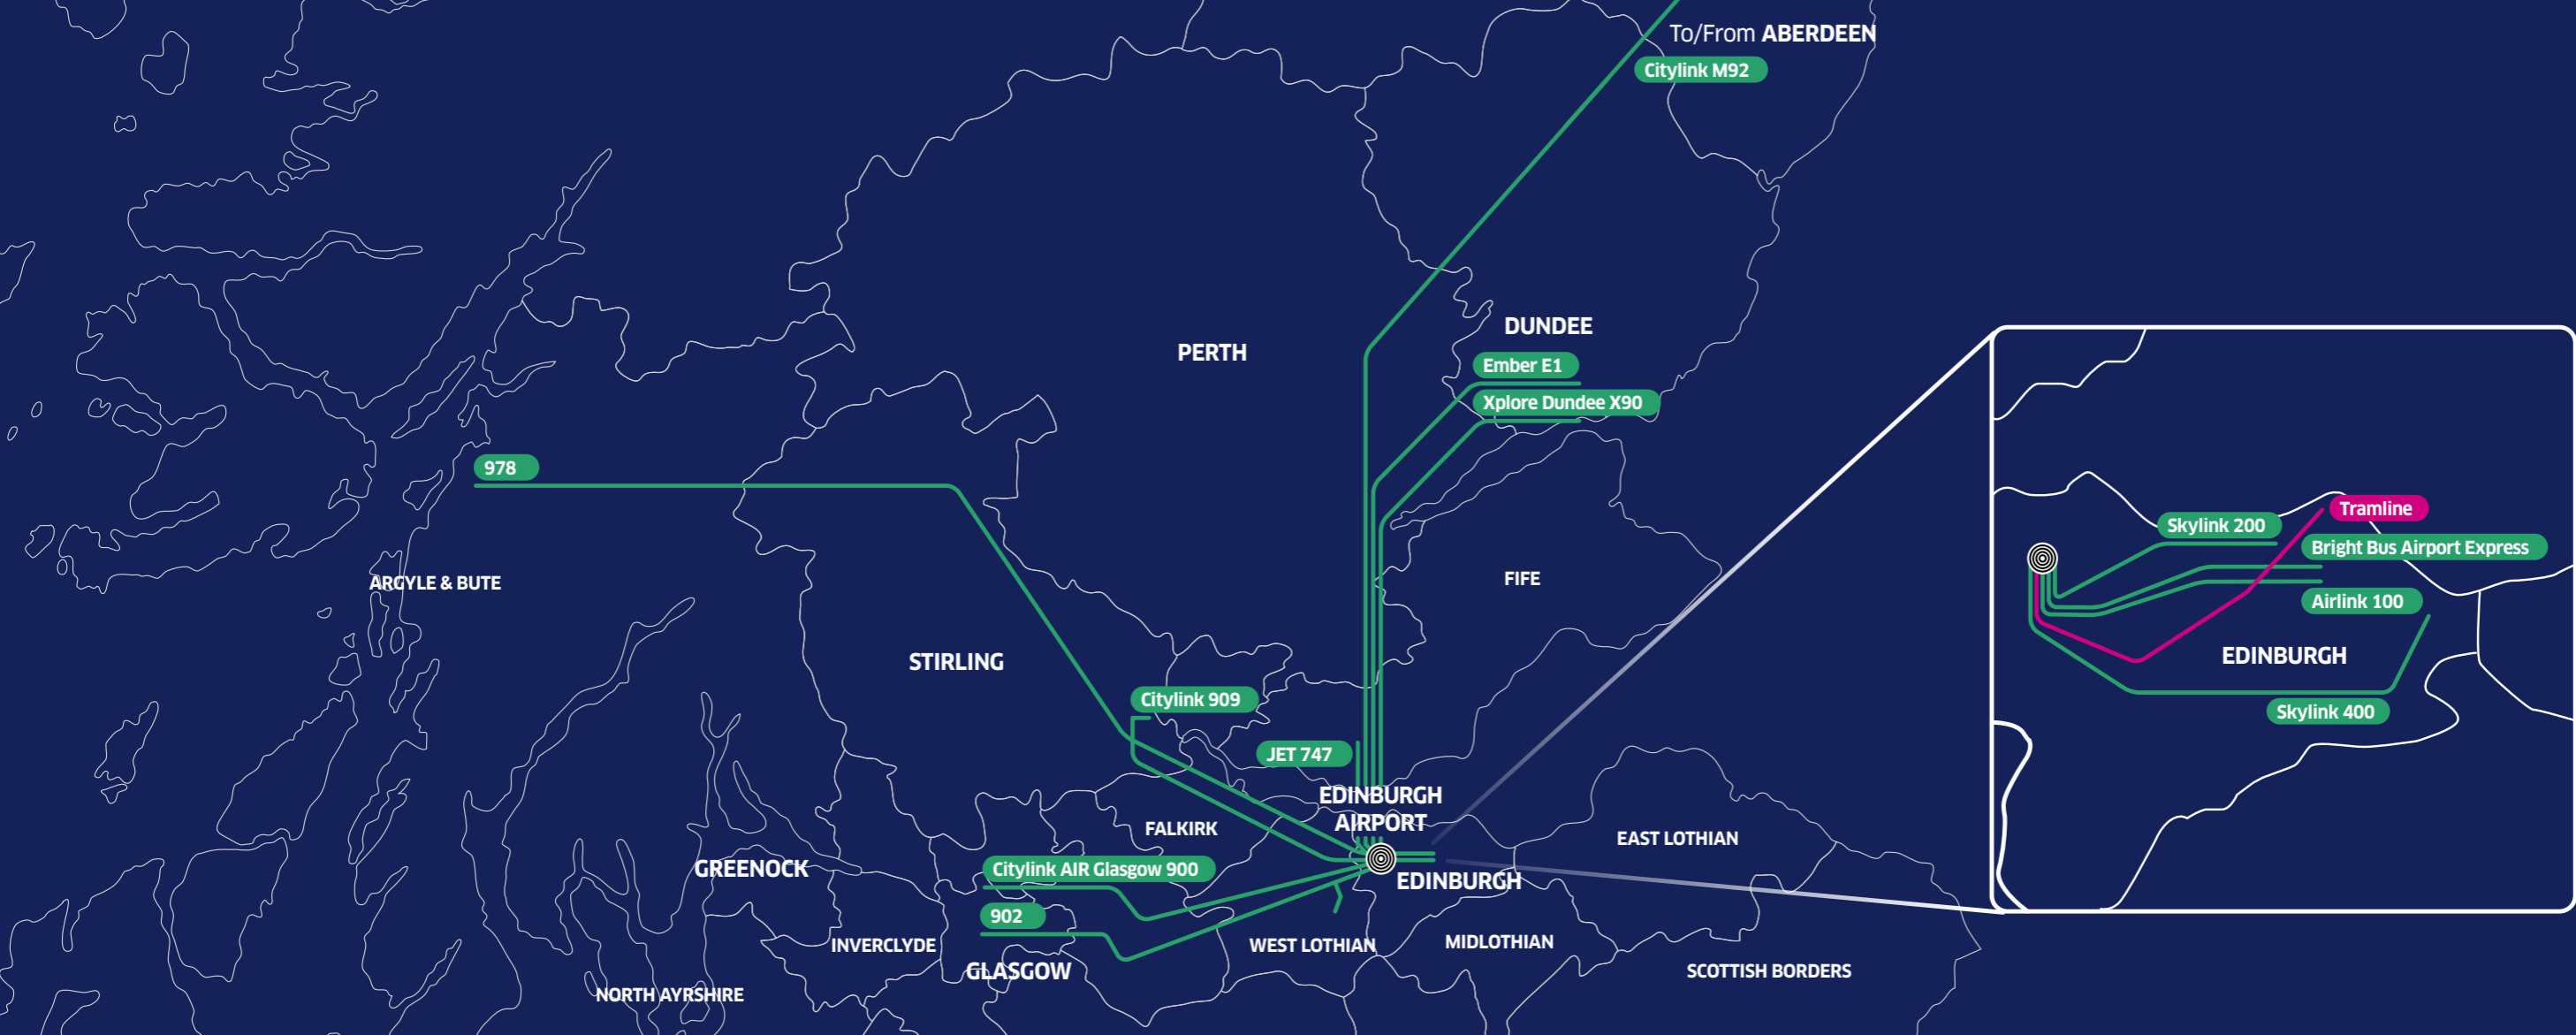 To/From ABERDEEN
Citylink M92
DUNDEE
PERTH
Ember E1
Xplore Dundee X90
978
ARGYLE & BUTE
FIFE
STIRLING
Citylink 909
JET 747
EDINBURGH
AIRPORT
FALKIRK
EAST LOTHIAN
GREENOCK
Citylink AIR Glasgow 900
EDINBURGH
902
INVERCLYDE
WEST LOTHIAN
MIDLOTHIAN
GLASGOW
SCOTTISH BORDERS
NORTH AYRSHIRE
Tramline
Skylink 200
Bright Bus Airport Express
Airlink 100
EDINBURGH
Skylink 400